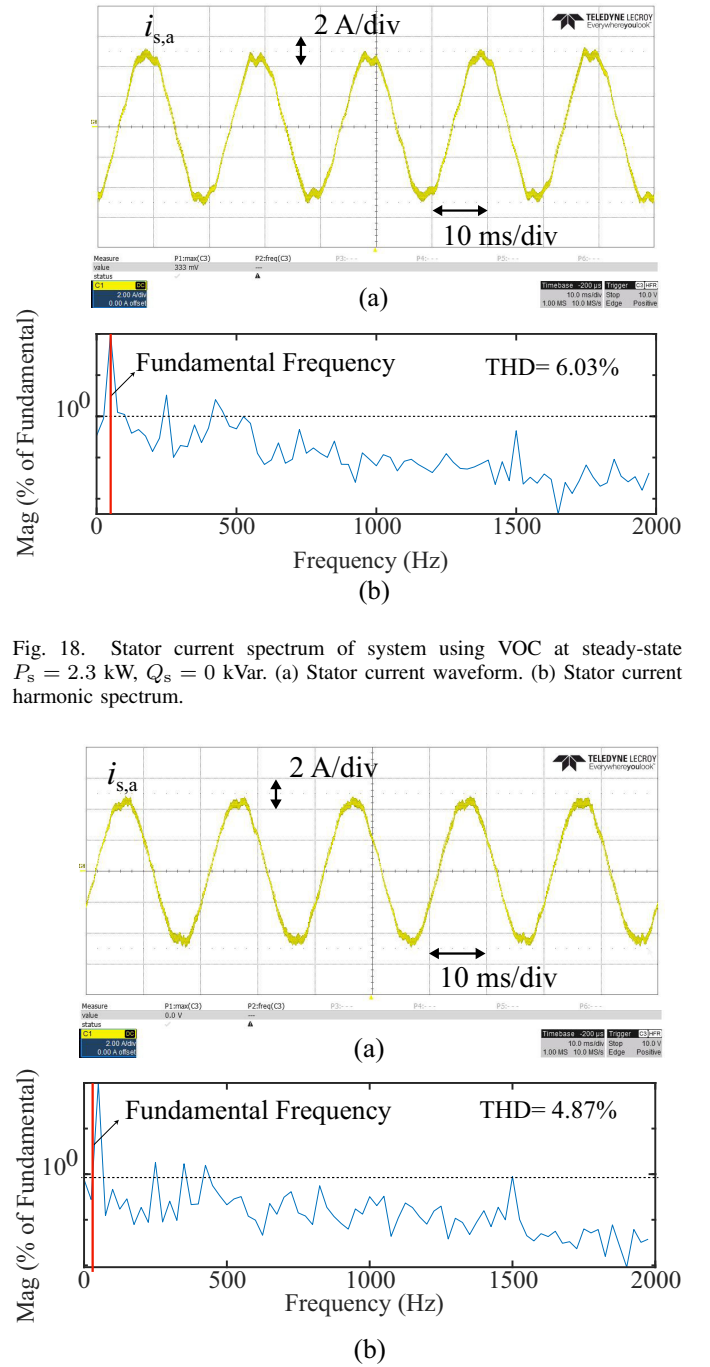 i_s,a
2 A/div
TELEDYNE LECROY
Everywhereyoulook
10 ms/div
Measure P1:max(C3) P2:freq(C3) P3:- - - P4:- - - P5:- - - P6:- - -
value 333 mV ---
status
C1 DC
2.00 A/div
0.00 A offset
Timebase -200 µs Trigger C3 HFR
10.0 ms/div Stop 10.0 V
1.00 MS 10.0 MS/s Edge Positive
(a)
Mag (% of Fundamental)
Fundamental Frequency
THD= 6.03%
10^0
0 500 1000 1500 2000
Frequency (Hz)
(b)
Fig. 18. Stator current spectrum of system using VOC at steady-state
P_s = 2.3 kW, Q_s = 0 kVar. (a) Stator current waveform. (b) Stator current
harmonic spectrum.
i_s,a
2 A/div
TELEDYNE LECROY
Everywhereyoulook
10 ms/div
Measure P1:max(C3) P2:freq(C3) P3:- - - P4:- - - P5:- - - P6:- - -
value 0.0 V ---
status
C1 DC
2.00 A/div
0.00 A offset
Timebase -200 µs Trigger C3 HFR
10.0 ms/div Stop 10.0 V
1.00 MS 10.0 MS/s Edge Positive
(a)
Mag (% of Fundamental)
Fundamental Frequency
THD= 4.87%
10^0
0 500 1000 1500 2000
Frequency (Hz)
(b)